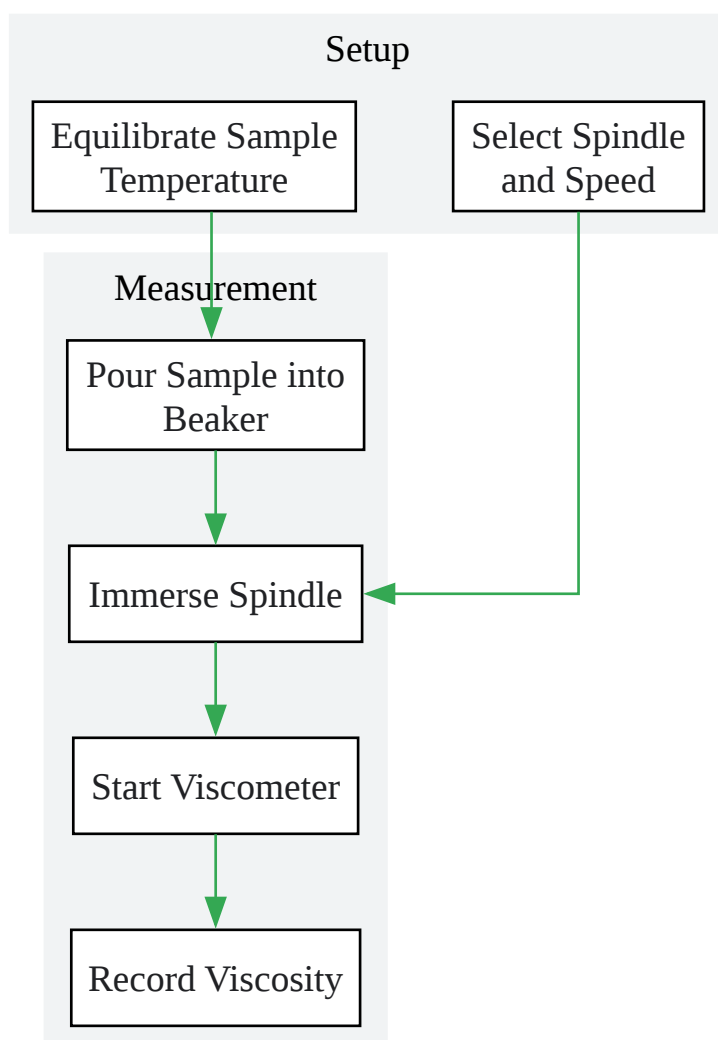 Setup
Equilibrate Sample
Temperature
Select Spindle
and Speed
Measurement
Pour Sample into
Beaker
Immerse Spindle
Start Viscometer
Record Viscosity